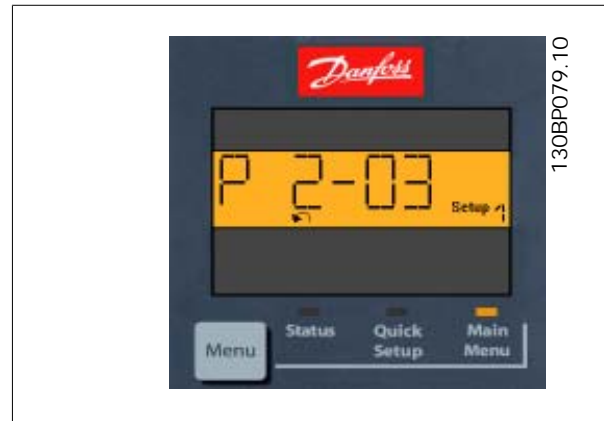 Danfoss
P 2-03
Setup 1
Status
Quick Setup
Main Menu
Menu
130BP079.10